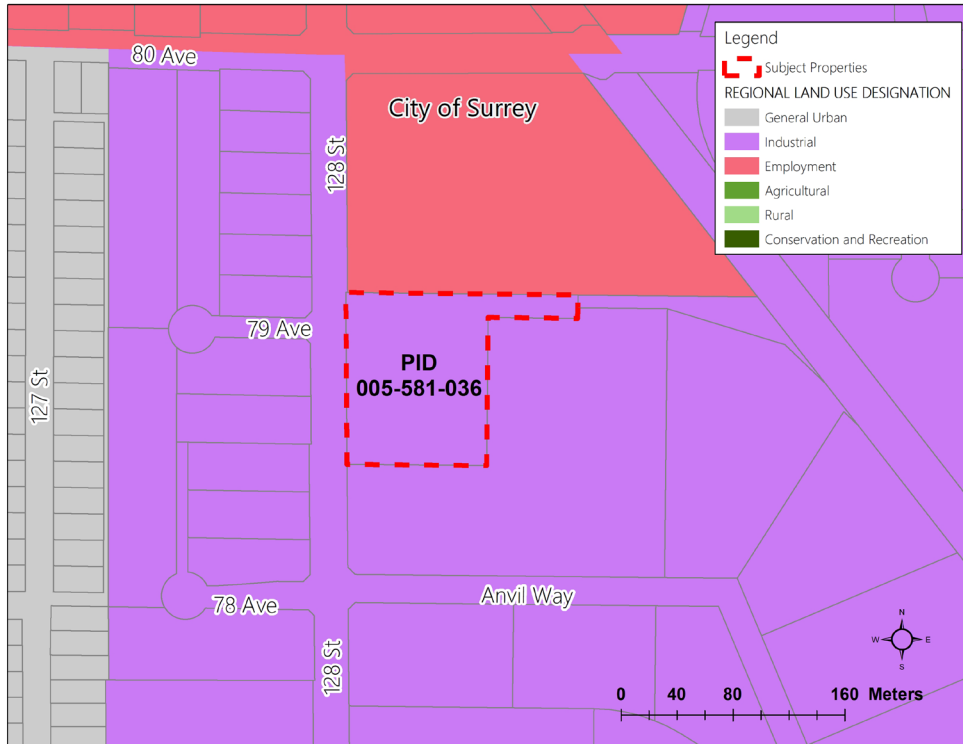 80 Ave
City of Surrey
128 St
79 Ave
PID
005-581-036
127 St
78 Ave
Anvil Way
128 St
Legend
Subject Properties
REGIONAL LAND USE DESIGNATION
General Urban
Industrial
Employment
Agricultural
Rural
Conservation and Recreation
N
W E
S
0 40 80 160 Meters